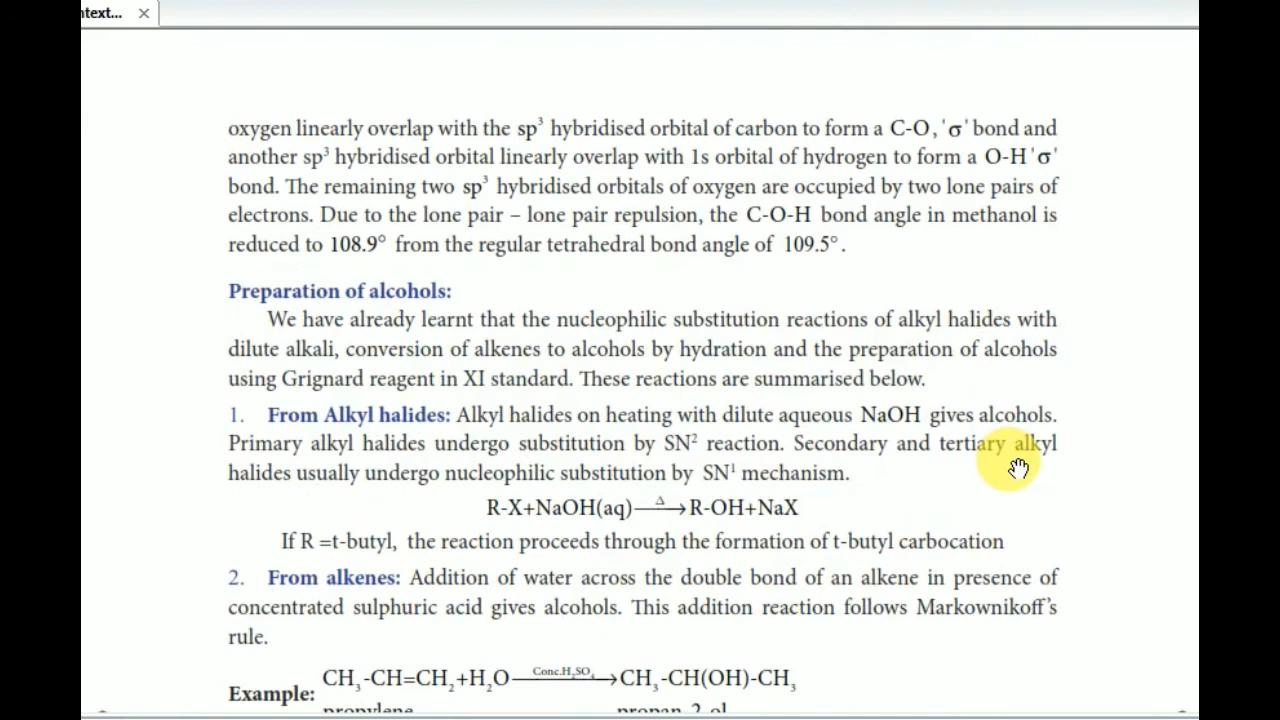 ntext...
oxygen linearly overlap with the sp³ hybridised orbital of carbon to form a C-O, 'σ' bond and
another sp³ hybridised orbital linearly overlap with 1s orbital of hydrogen to form a O-H 'σ'
bond. The remaining two sp³ hybridised orbitals of oxygen are occupied by two lone pairs of
electrons. Due to the lone pair – lone pair repulsion, the C-O-H bond angle in methanol is
reduced to 108.9° from the regular tetrahedral bond angle of 109.5°.
Preparation of alcohols:
We have already learnt that the nucleophilic substitution reactions of alkyl halides with
dilute alkali, conversion of alkenes to alcohols by hydration and the preparation of alcohols
using Grignard reagent in XI standard. These reactions are summarised below.
1. From Alkyl halides: Alkyl halides on heating with dilute aqueous NaOH gives alcohols.
Primary alkyl halides undergo substitution by SN² reaction. Secondary and tertiary alkyl
halides usually undergo nucleophilic substitution by SN¹ mechanism.
R-X+NaOH(aq) —Δ→ R-OH+NaX
If R =t-butyl, the reaction proceeds through the formation of t-butyl carbocation
2. From alkenes: Addition of water across the double bond of an alkene in presence of
concentrated sulphuric acid gives alcohols. This addition reaction follows Markownikoff's
rule.
Example: CH₃-CH=CH₂+H₂O —Conc.H₂SO₄→ CH₃-CH(OH)-CH₃
propylene propan-2-ol